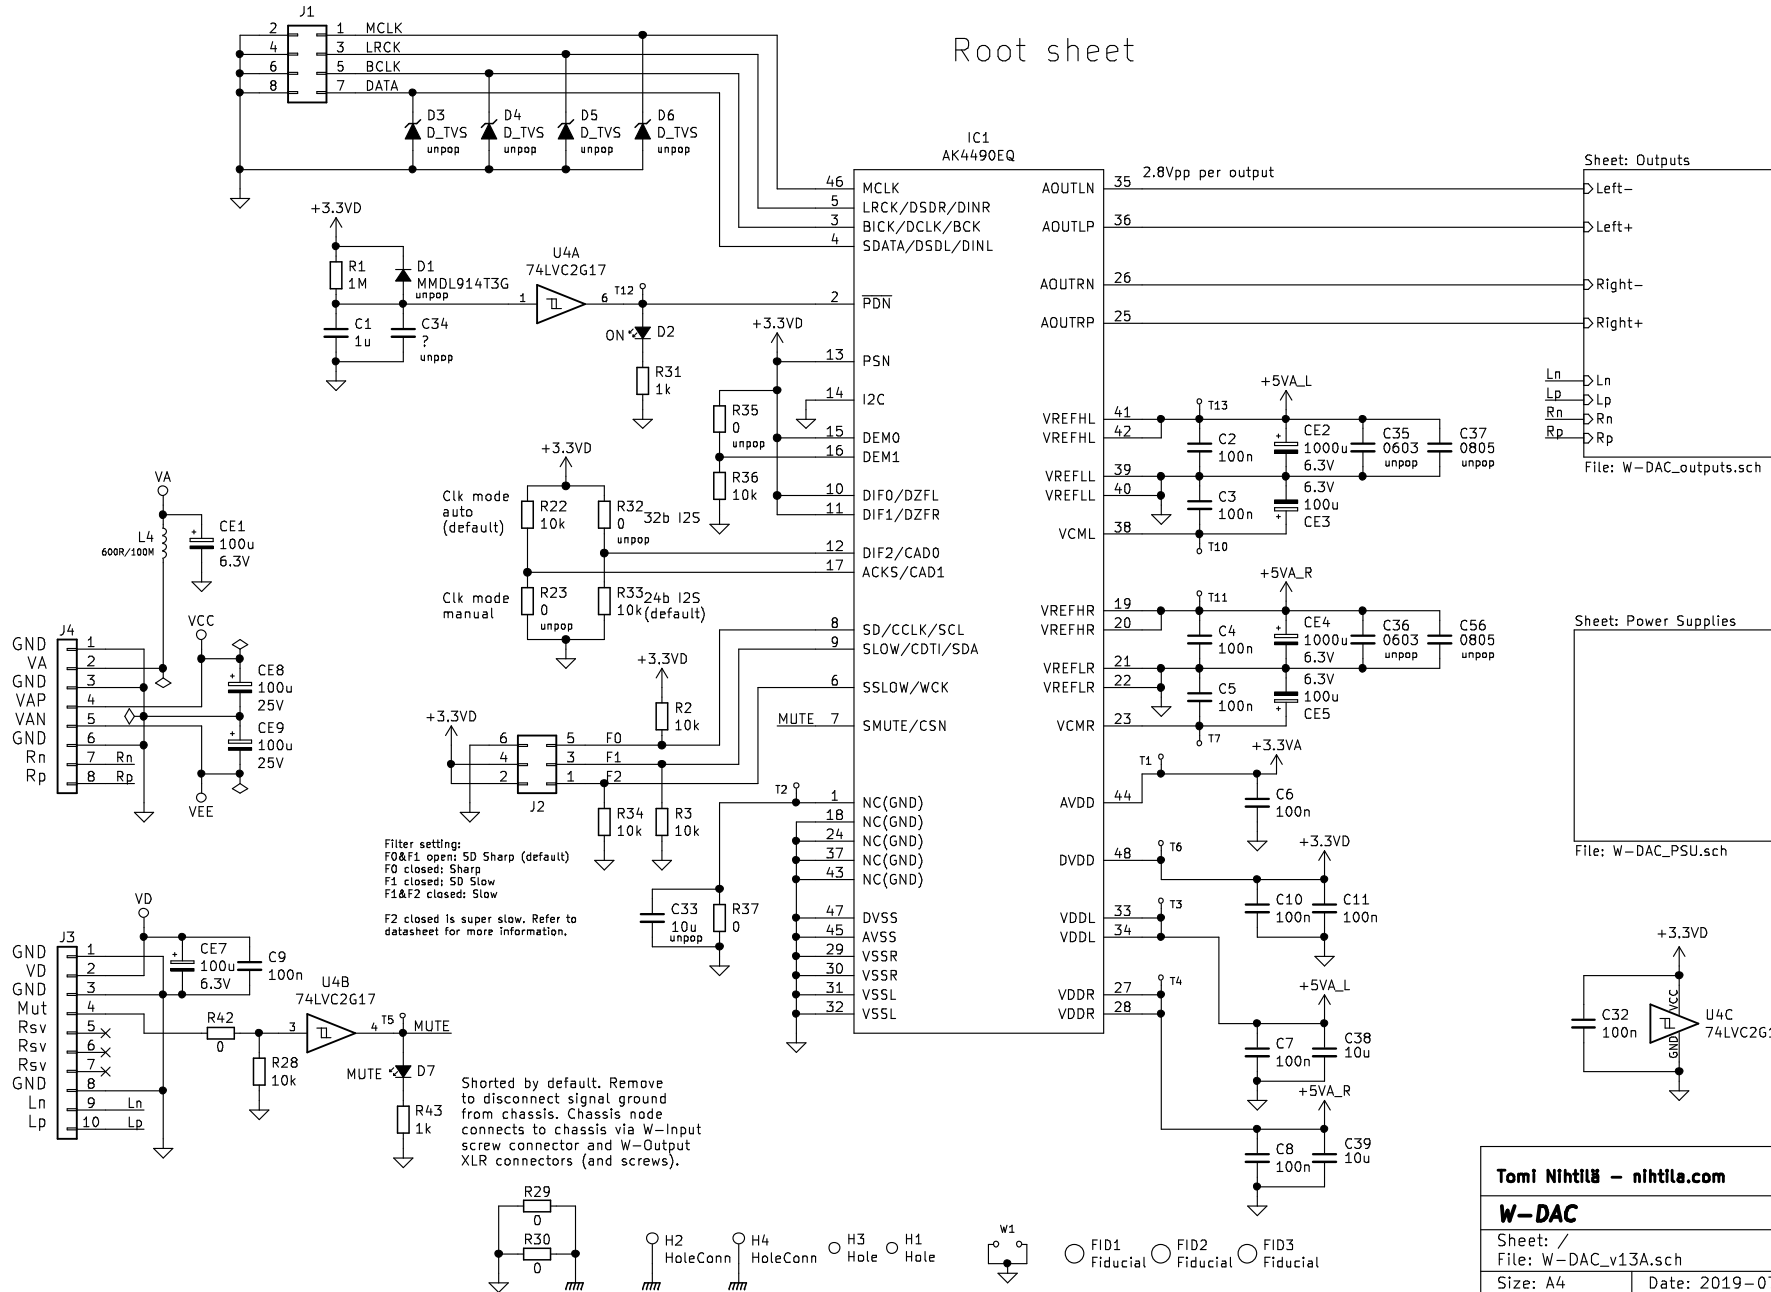 Root sheet
J1
2
1
MCLK
4
3
LRCK
6
5
BCLK
8
7
DATA
D3
D_TVS
unpop
D4
D_TVS
unpop
D5
D_TVS
unpop
D6
D_TVS
unpop
+3.3VD
R1
1M
D1
MMDL914T3G
unpop
C1
1u
C34
?
unpop
U4A
74LVC2G17
1
6
T12
ON
D2
R31
1k
IC1
AK4490EQ
46
MCLK
5
LRCK/DSDR/DINR
3
BICK/DCLK/BCK
4
SDATA/DSDL/DINL
2
PDN
13
PSN
14
I2C
15
DEM0
16
DEM1
10
DIF0/DZFL
11
DIF1/DZFR
12
DIF2/CAD0
17
ACKS/CAD1
8
SD/CCLK/SCL
9
SLOW/CDTI/SDA
6
SSLOW/WCK
MUTE
7
SMUTE/CSN
1
NC(GND)
18
NC(GND)
24
NC(GND)
37
NC(GND)
43
NC(GND)
47
DVSS
45
AVSS
29
VSSR
30
VSSR
31
VSSL
32
VSSL
AOUTLN
35
AOUTLP
36
AOUTRN
26
AOUTRP
25
VREFHL
41
VREFHL
42
VREFLL
39
VREFLL
40
VCML
38
VREFHR
19
VREFHR
20
VREFLR
21
VREFLR
22
VCMR
23
AVDD
44
DVDD
48
VDDL
33
VDDL
34
VDDR
27
VDDR
28
2.8Vpp per output
Sheet: Outputs
Left-
Left+
Right-
Right+
Ln
Ln
Lp
Lp
Rn
Rn
Rp
Rp
File: W-DAC_outputs.sch
+3.3VD
R35
0
unpop
R36
10k
+3.3VD
Clk mode
auto
(default)
R22
10k
R32
0
unpop
32b I2S
Clk mode
manual
R23
0
unpop
R33
10k
24b I2S
(default)
+5VA_L
T13
C2
100n
CE2
1000u
6.3V
C35
0603
unpop
C37
0805
unpop
C3
100n
6.3V
100u
CE3
T10
+5VA_R
T11
C4
100n
CE4
1000u
6.3V
C36
0603
unpop
C56
0805
unpop
C5
100n
6.3V
100u
CE5
T7
T1
+3.3VA
C6
100n
T6
+3.3VD
C10
100n
C11
100n
T3
T4
+5VA_L
C7
100n
C38
10u
+5VA_R
C8
100n
C39
10u
Sheet: Power Supplies
File: W-DAC_PSU.sch
+3.3VD
C32
100n
VCC
GND
U4C
VA
L4
600R/100M
CE1
100u
6.3V
VCC
J4
GND
1
VA
2
GND
3
VAP
4
VAN
5
GND
6
Rn
7
Rn
Rp
8
Rp
CE8
100u
25V
CE9
100u
25V
VEE
+3.3VD
R2
10k
+3.3VD
6
5
F0
4
3
F1
2
1
F2
J2
R34
10k
R3
10k
T2
C33
10u
unpop
R37
0
Filter setting:
F0&F1 open: SD Sharp (default)
F0 closed: Sharp
F1 closed: SD Slow
F1&F2 closed: Slow
F2 closed is super slow. Refer to
datasheet for more information.
VD
J3
GND
1
VD
2
GND
3
Mut
4
Rsv
5
Rsv
6
Rsv
7
GND
8
Ln
9
Ln
Lp
10
Lp
CE7
100u
6.3V
C9
100n
R42
0
R28
10k
U4B
74LVC2G17
3
4
T5
MUTE
MUTE
D7
R43
1k
Shorted by default. Remove
to disconnect signal ground
from chassis. Chassis node
connects to chassis via W-Input
screw connector and W-Output
XLR connectors (and screws).
R29
0
R30
0
H2
HoleConn
H4
HoleConn
H3
Hole
H1
Hole
W1
FID1
Fiducial
FID2
Fiducial
FID3
Fiducial
Tomi Nihtilä - nihtila.com
W-DAC
Sheet: /
File: W-DAC_v13A.sch
Size: A4
Date: 2019-07